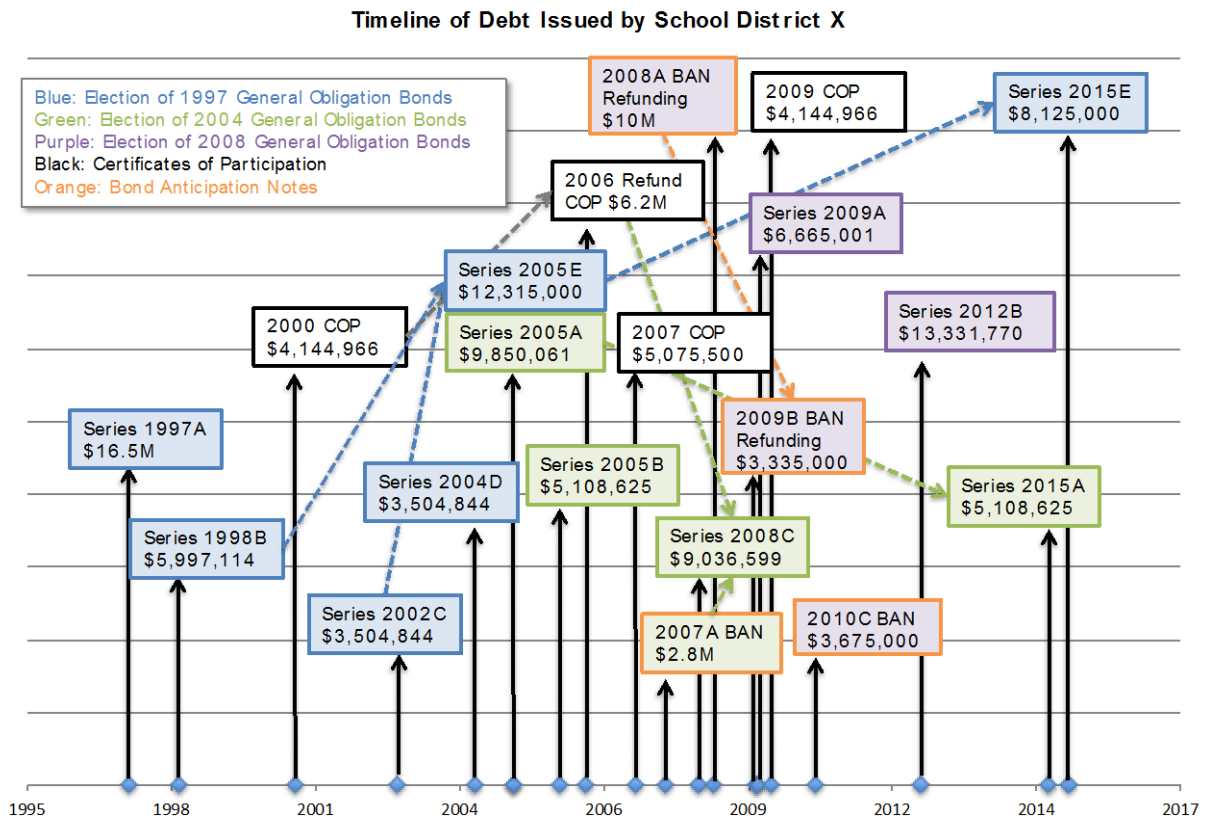 Timeline of Debt Issued by School District X
Blue: Election of 1997 General Obligation Bonds
Green: Election of 2004 General Obligation Bonds
Purple: Election of 2008 General Obligation Bonds
Black: Certificates of Participation
Orange: Bond Anticipation Notes
2008A BAN
Refunding
$10M
2009 COP
$4,144,966
Series 2015E
$8,125,000
2006 Refund
COP $6.2M
Series 2009A
$6,665,001
Series 2005E
$12,315,000
2000 COP
$4,144,966
Series 2005A
$9,850,061
2007 COP
$5,075,500
Series 2012B
$13,331,770
Series 1997A
$16.5M
2009B BAN
Refunding
$3,335,000
Series 2004D
$3,504,844
Series 2005B
$5,108,625
Series 2015A
$5,108,625
Series 1998B
$5,997,114
Series 2008C
$9,036,599
Series 2002C
$3,504,844
2007A BAN
$2.8M
2010C BAN
$3,675,000
1995 1998 2001 2004 2006 2009 2012 2014 2017